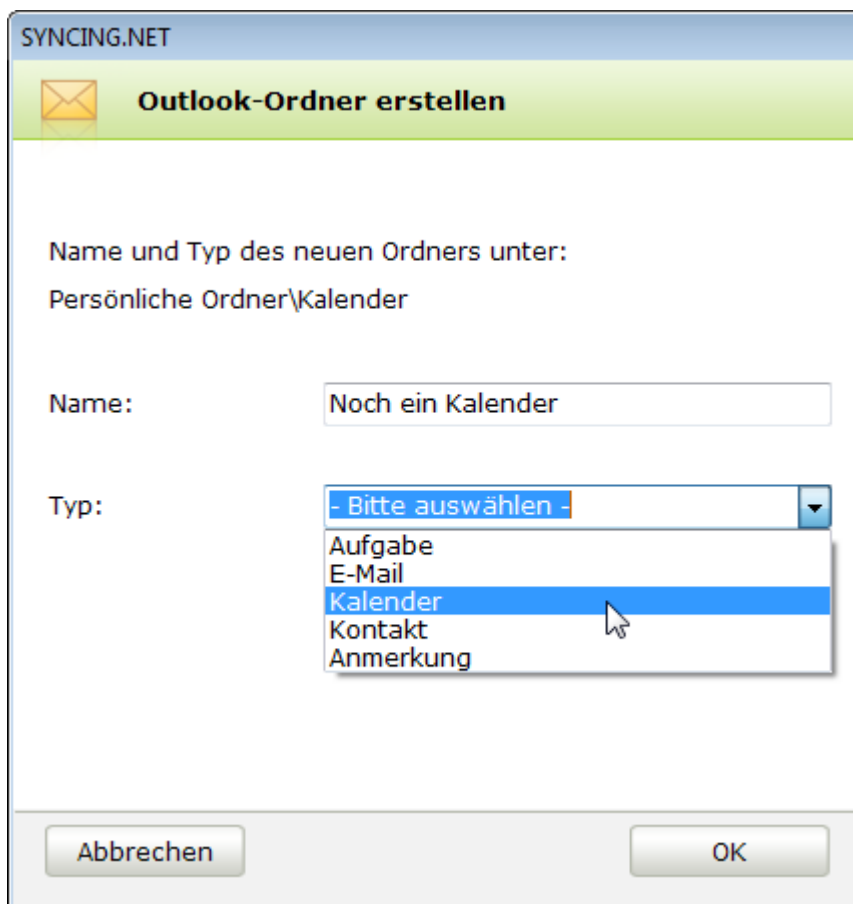 SYNCING.NET
Outlook-Ordner erstellen
Name und Typ des neuen Ordners unter:
Persönliche Ordner\Kalender
Name: Noch ein Kalender
Typ: - Bitte auswählen -
Aufgabe
E-Mail
Kalender
Kontakt
Anmerkung
Abbrechen OK